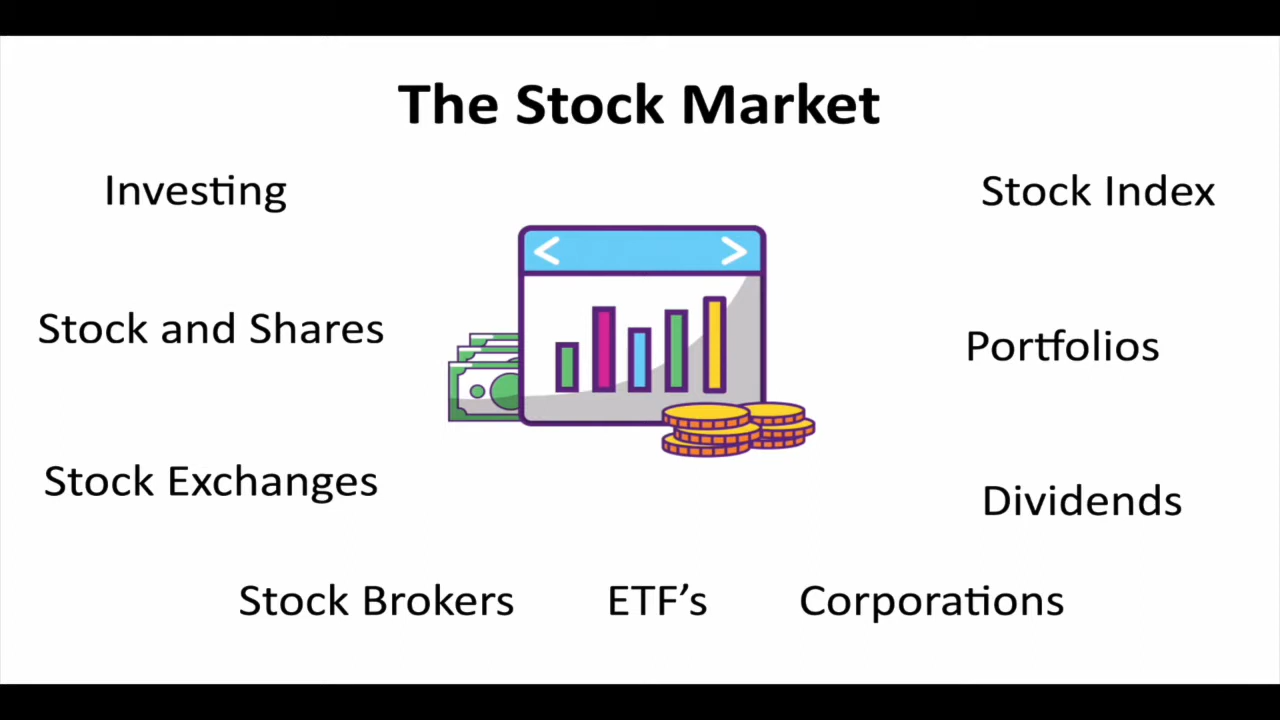 The Stock Market
Investing
Stock Index
Stock and Shares
Portfolios
Stock Exchanges
Dividends
Stock Brokers
ETF’s
Corporations